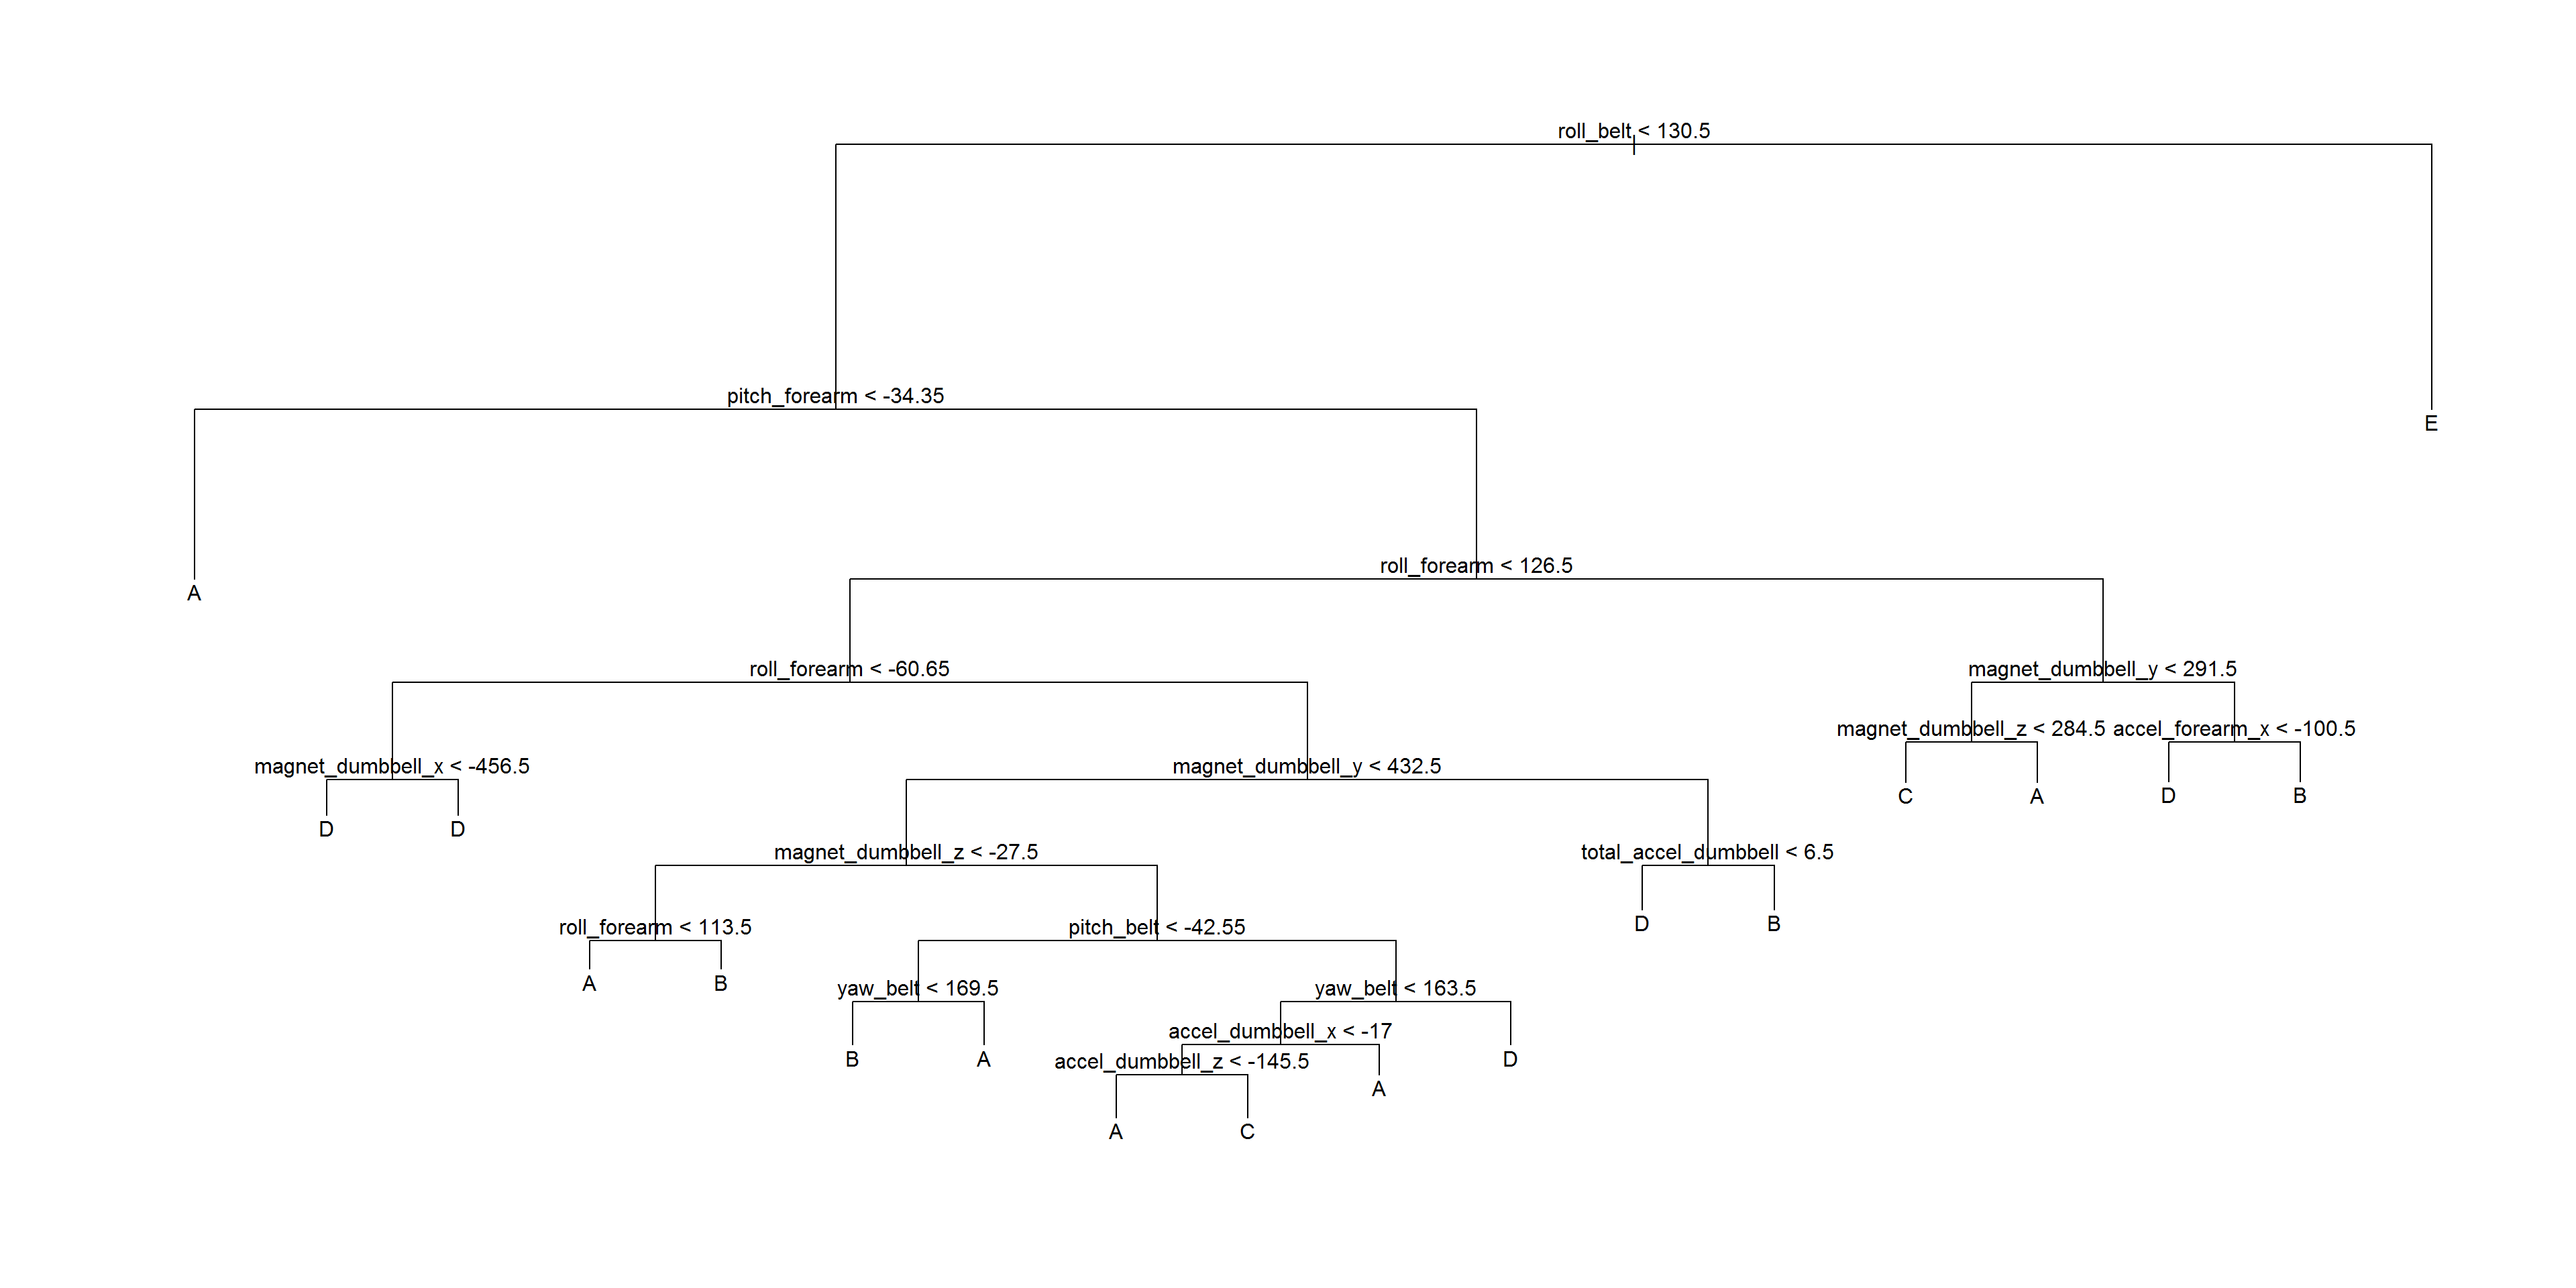 roll_belt < 130.5
pitch_forearm < -34.35
E
roll_forearm < 126.5
A
roll_forearm < -60.65
magnet_dumbbell_y < 291.5
magnet_dumbbell_z < 284.5
accel_forearm_x < -100.5
magnet_dumbbell_x < -456.5
magnet_dumbbell_y < 432.5
C
A
D
B
D
D
magnet_dumbbell_z < -27.5
total_accel_dumbbell < 6.5
roll_forearm < 113.5
pitch_belt < -42.55
D
B
A
B
yaw_belt < 169.5
yaw_belt < 163.5
accel_dumbbell_x < -17
accel_dumbbell_z < -145.5
B
A
D
A
A
C